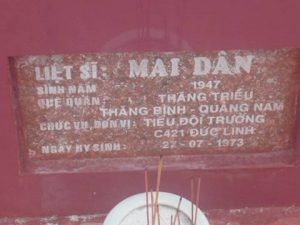 LIỆT SĨ: MAI DÂN
SINH NĂM 1947
QUÊ QUÁN: THĂNG TRIỀU
THĂNG BÌNH - QUẢNG NAM
CHỨC VỤ, ĐƠN VỊ: TIỂU ĐỘI TRƯỞNG
C421 ĐỨC LINH
NGÀY HY SINH: 27 - 07 - 1973